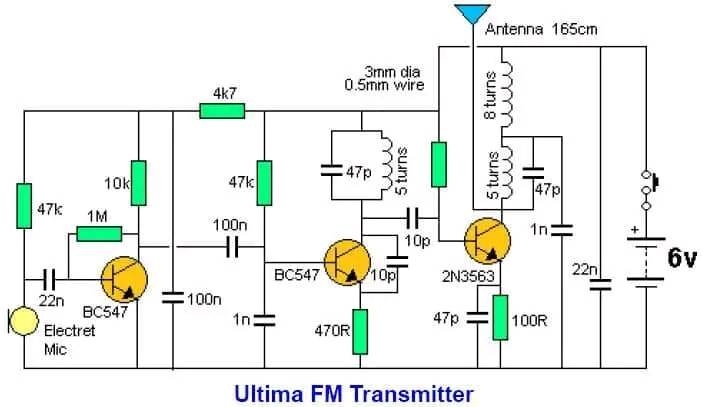 Antenna 165cm
3mm dia
0.5mm wire
4k7
8 turns
47p
5 turns
5 turns
47p
10k
47k
47k
1M
100n
10p
1n
22n
BC547
100n
BC547
10p
2N3563
22n
+
6v
Electret
Mic
1n
470R
47p
100R
Ultima FM Transmitter